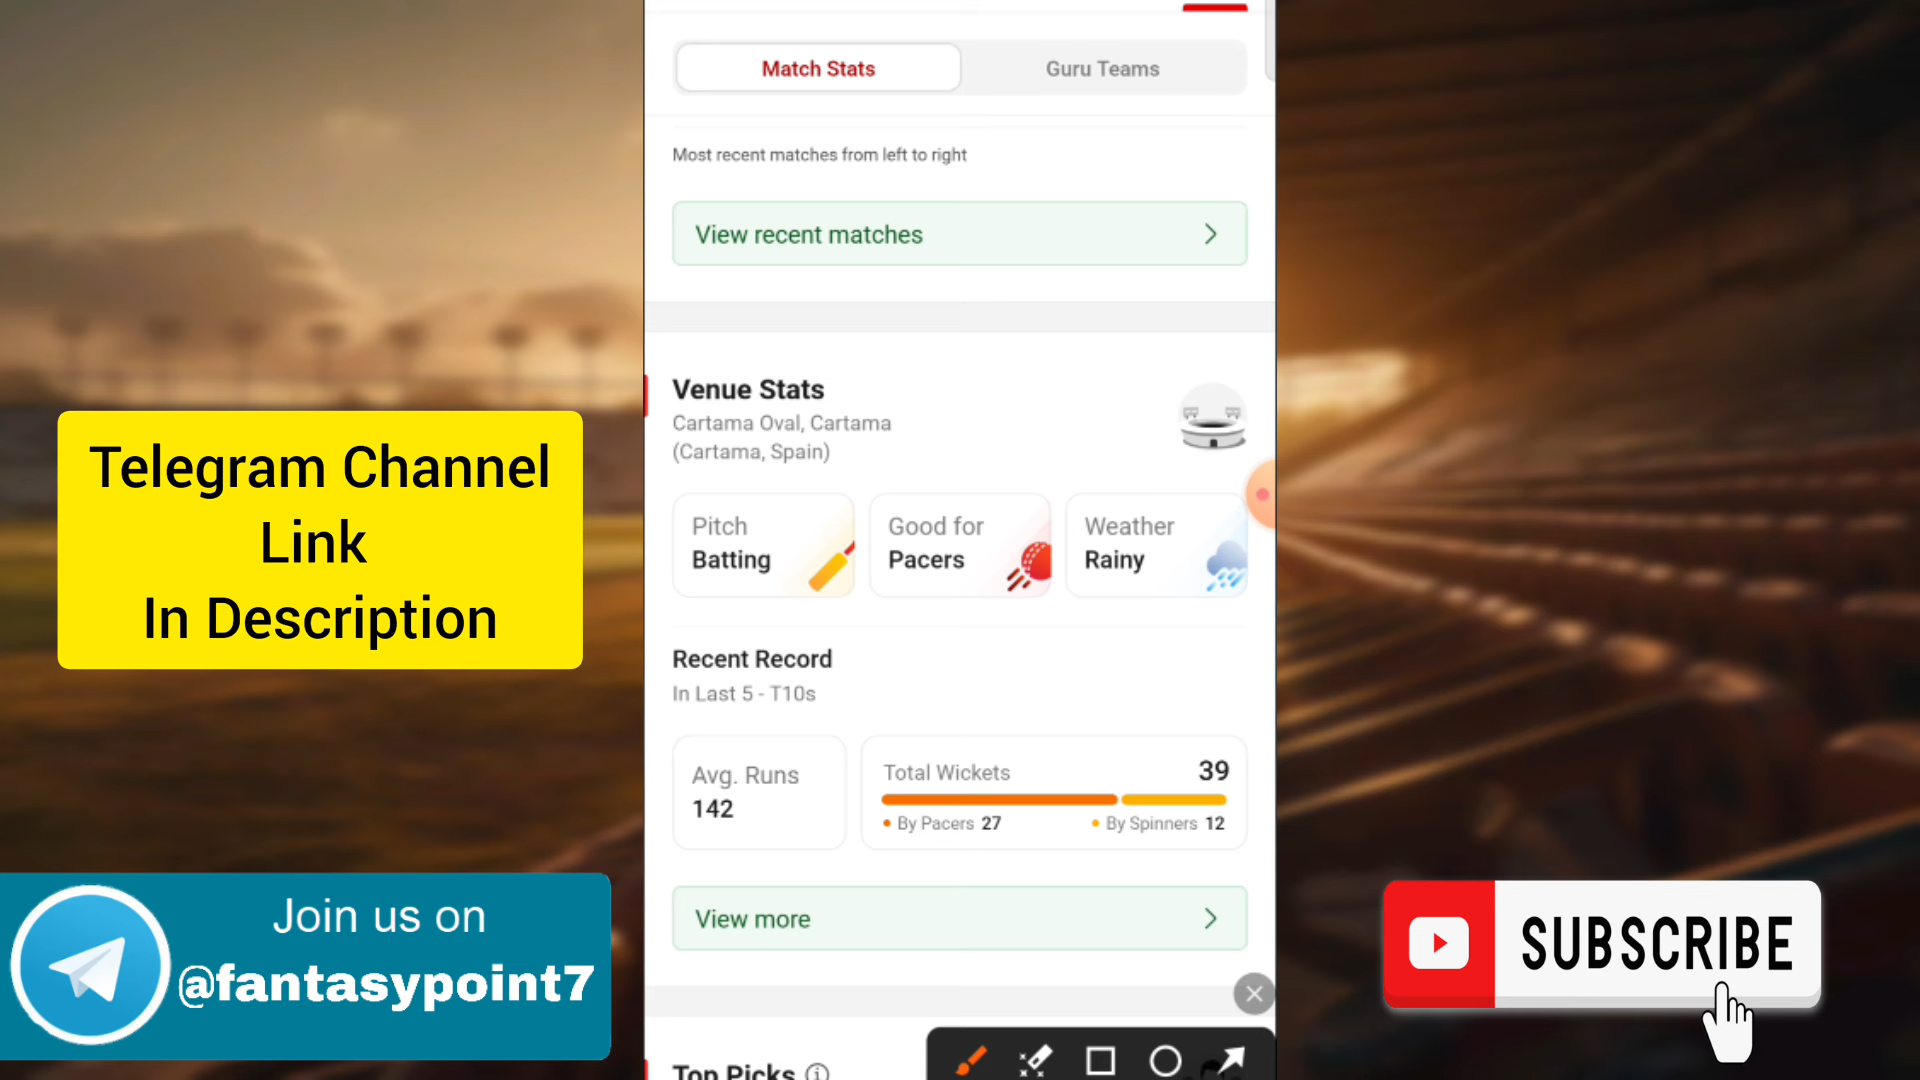 Match Stats
Guru Teams
Most recent matches from left to right
View recent matches
Venue Stats
Cartama Oval, Cartama
(Cartama, Spain)
Pitch
Batting
Good for
Pacers
Weather
Rainy
Recent Record
In Last 5 - T10s
Avg. Runs
142
Total Wickets 39
By Pacers 27
By Spinners 12
View more
Top Picks
Telegram Channel
Link
In Description
Join us on
@fantasypoint7
SUBSCRIBE